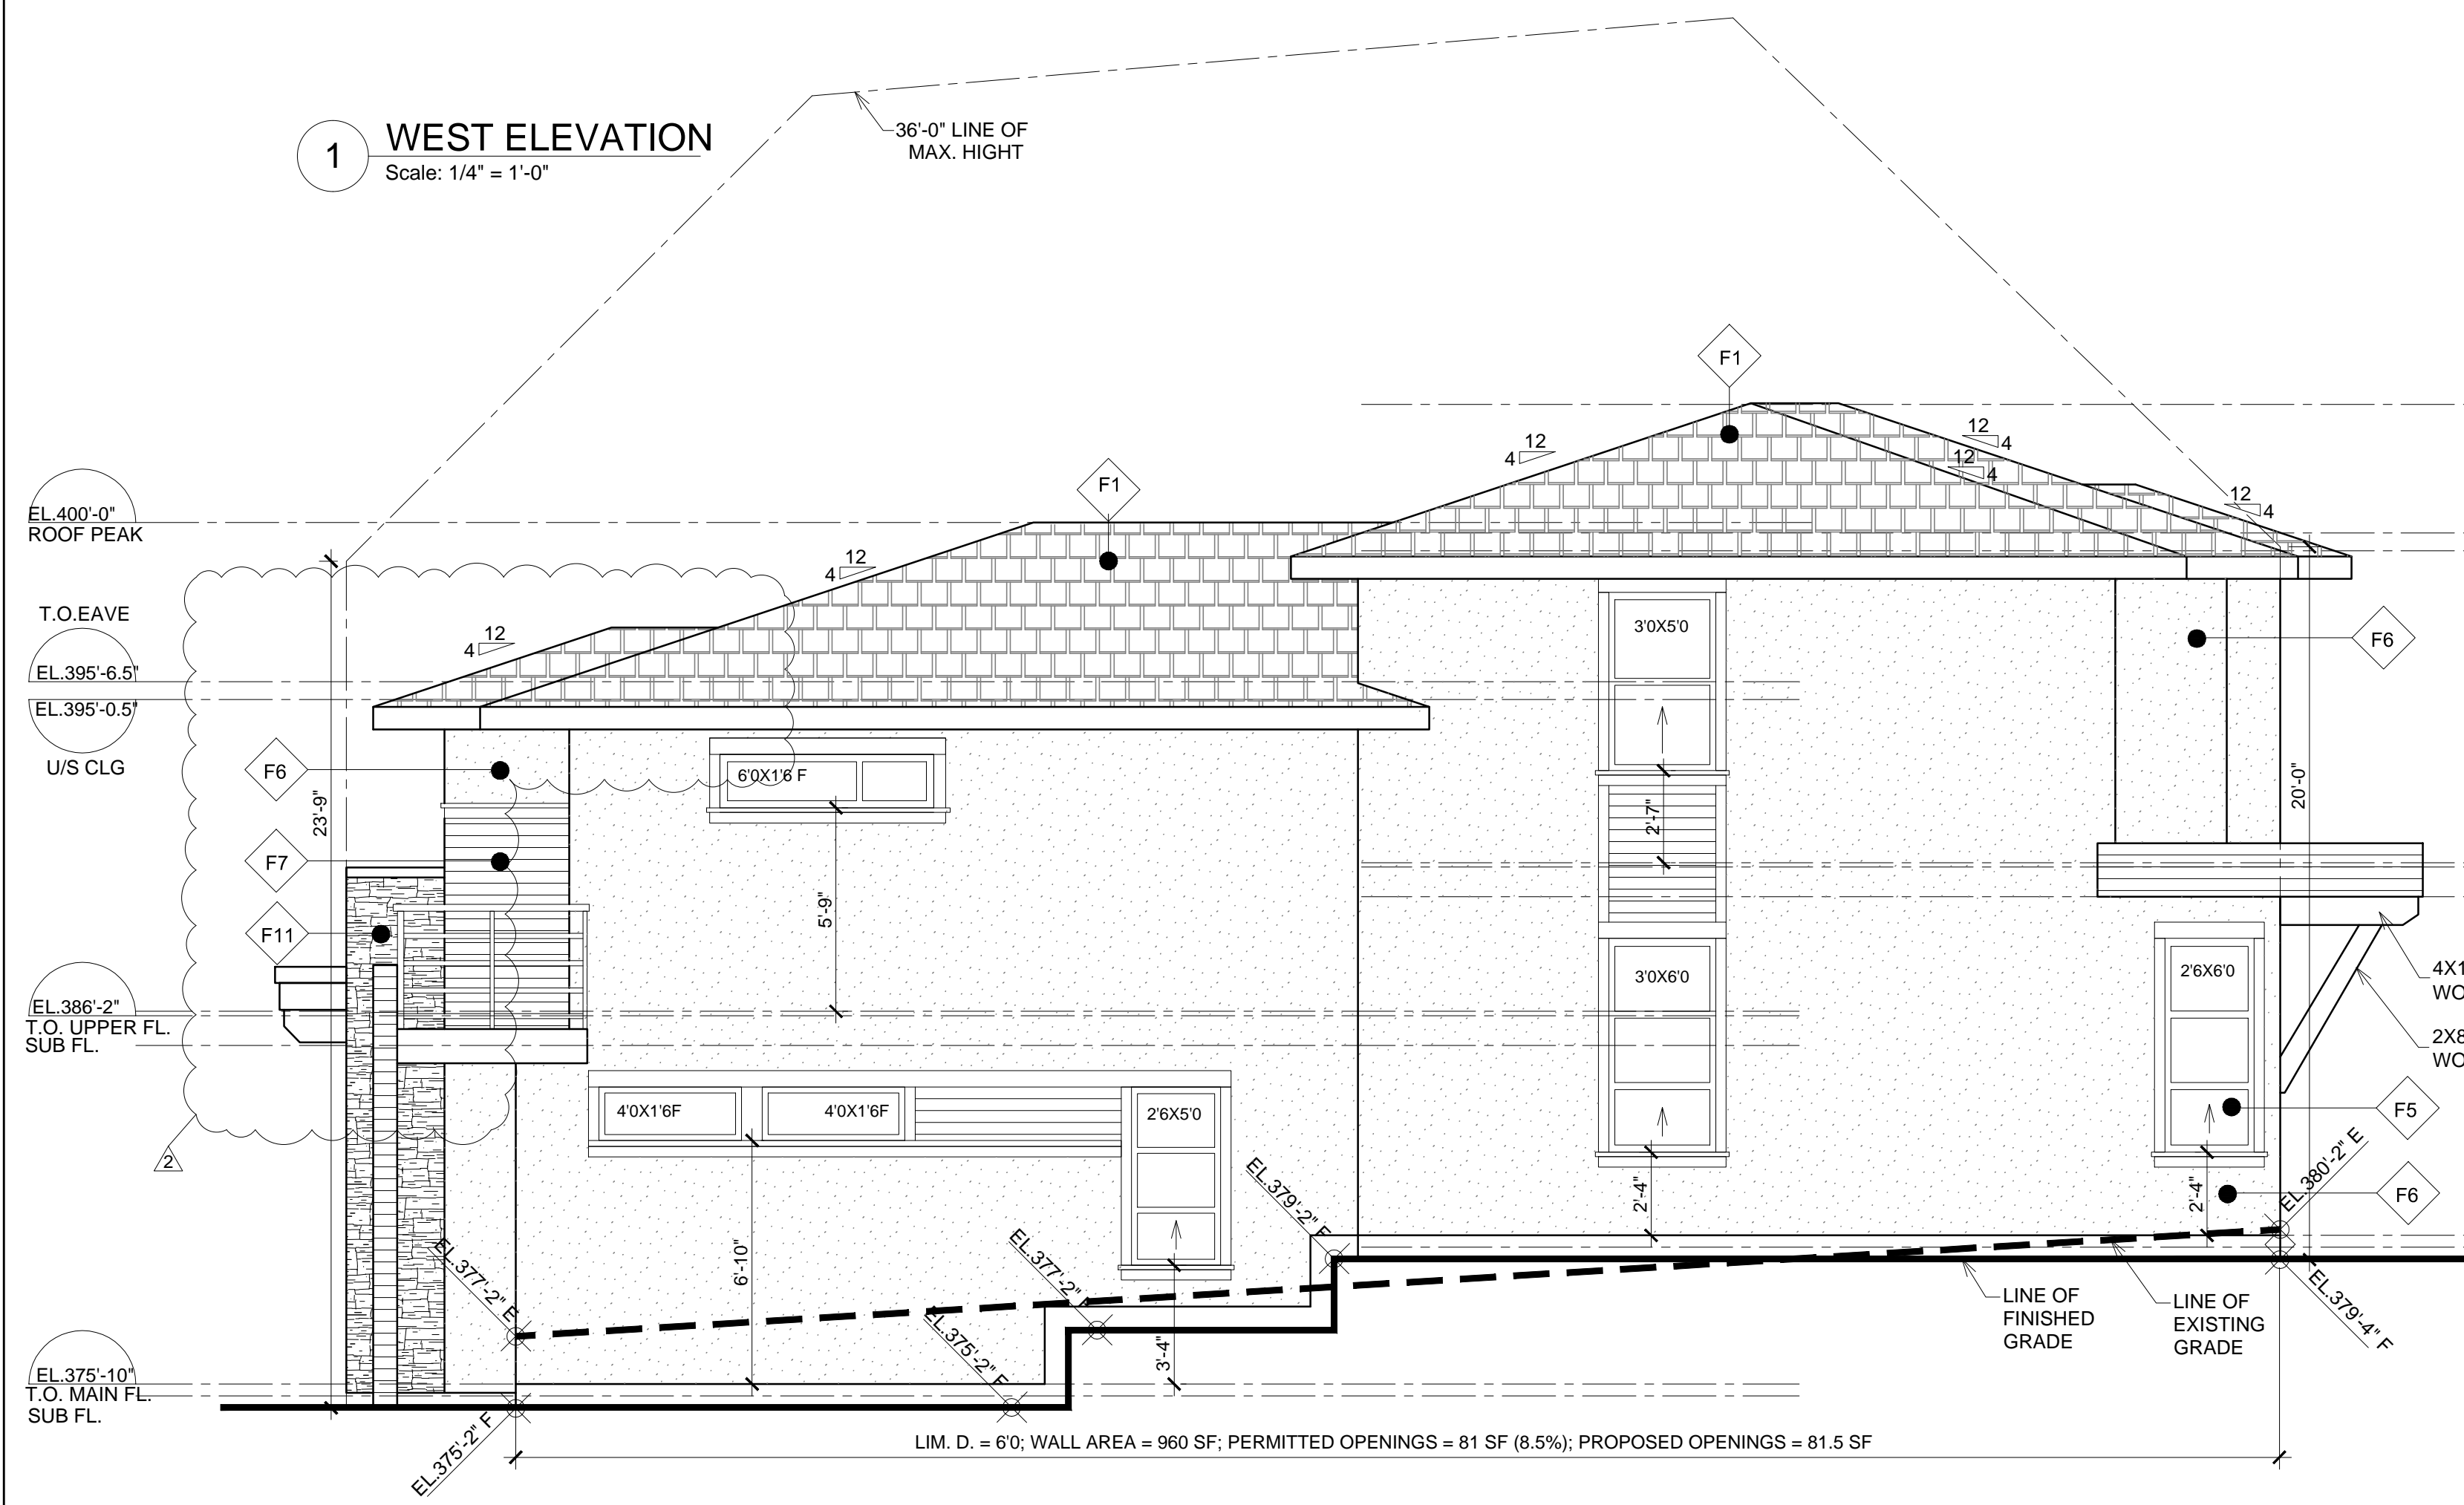 1
WEST ELEVATION
Scale: 1/4" = 1'-0"
36'-0" LINE OF
MAX. HIGHT
F1
F1
12
4
12
4
12
4
12
4
12
4
12
4
EL.400'-0"
ROOF PEAK
T.O.EAVE
EL.395'-6.5"
EL.395'-0.5"
U/S CLG
F6
F7
F11
EL.386'-2"
T.O. UPPER FL.
SUB FL.
2
EL.375'-10"
T.O. MAIN FL.
SUB FL.
23'-9"
6'0X1'6 F
5'-9"
4'0X1'6F
4'0X1'6F
2'6X5'0
6'-10"
3'-4"
3'0X5'0
2'-7"
3'0X6'0
2'-4"
2'6X6'0
2'-4"
20'-0"
F6
4X1
WO
2X8
WO
F5
F6
EL.377'-2" E
EL.375'-2" F
EL.375'-2" F
EL.377'-2" F
EL.379'-2" F
EL.380'-2" E
EL.379'-4" F
LINE OF
FINISHED
GRADE
LINE OF
EXISTING
GRADE
LIM. D. = 6'0; WALL AREA = 960 SF; PERMITTED OPENINGS = 81 SF (8.5%); PROPOSED OPENINGS = 81.5 SF